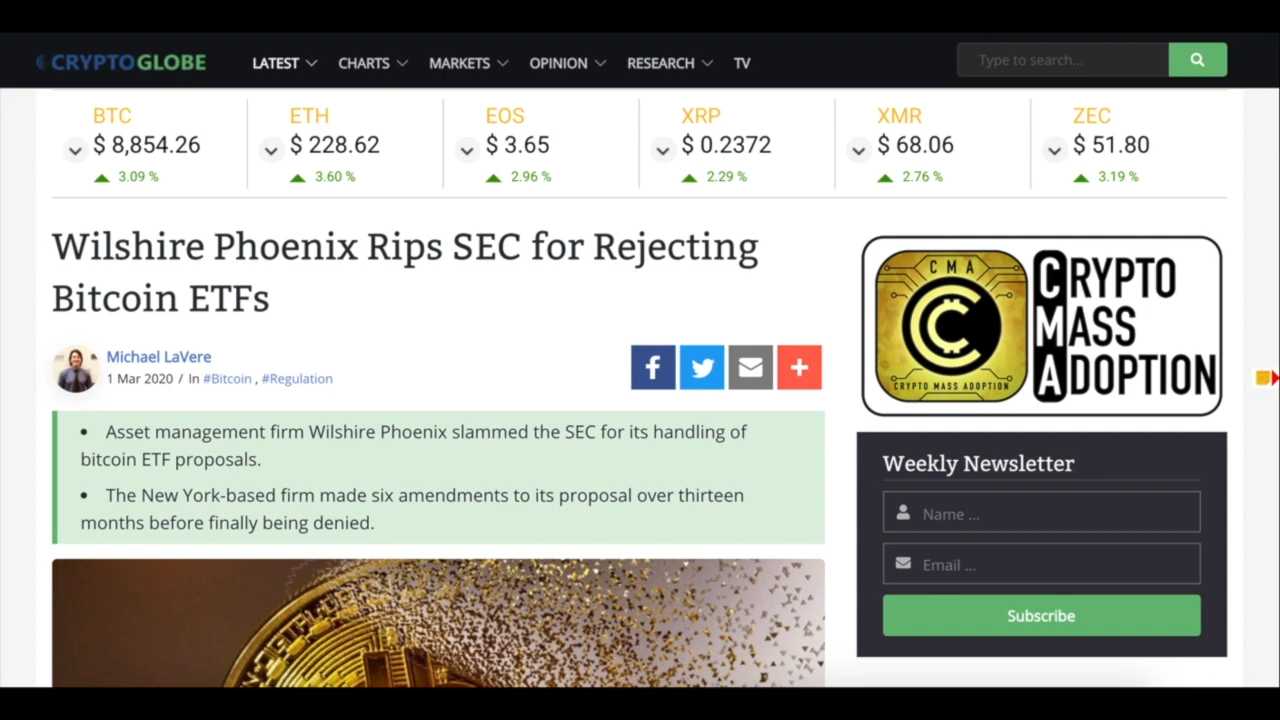 CRYPTOGLOBE LATEST CHARTS MARKETS OPINION RESEARCH TV Type to search...
BTC ETH EOS XRP XMR ZEC
$ 8,854.26 $ 228.62 $ 3.65 $ 0.2372 $ 68.06 $ 51.80
3.09 % 3.60 % 2.96 % 2.29 % 2.76 % 3.19 %
Wilshire Phoenix Rips SEC for Rejecting
Bitcoin ETFs
Michael LaVere
1 Mar 2020 / In #Bitcoin , #Regulation
• Asset management firm Wilshire Phoenix slammed the SEC for its handling of
bitcoin ETF proposals.
• The New York-based firm made six amendments to its proposal over thirteen
months before finally being denied.
CMA
CRYPTO MASS ADOPTION
CRYPTO
MASS
ADOPTION
Weekly Newsletter
Name ...
Email ...
Subscribe